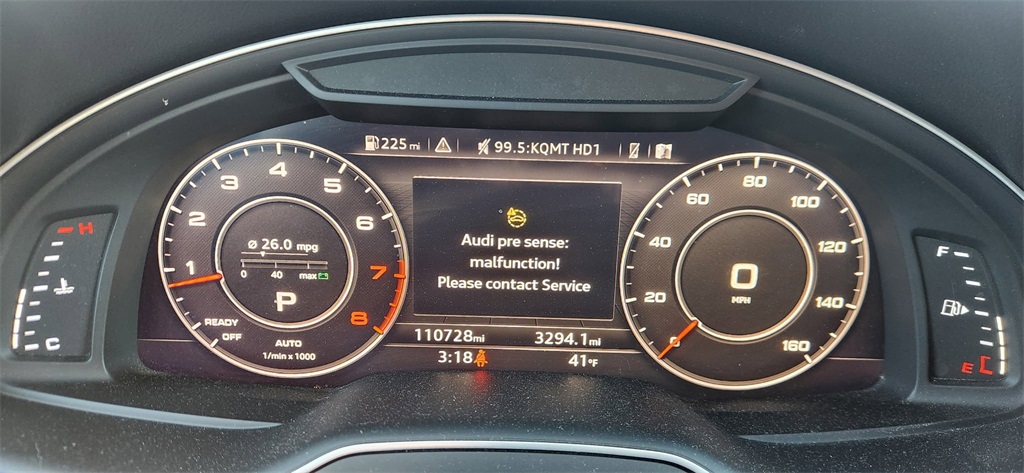 225 mi
99.5:KQMT HD1
Audi pre sense:
malfunction!
Please contact Service
110728mi
3294.1mi
3:18
41°F
H
C
1
2
3
4
5
6
7
8
Ø 26.0 mpg
0 40 max
P
READY
OFF
AUTO
1/min x 1000
0
20
40
60
80
100
120
140
160
0
MPH
F
E